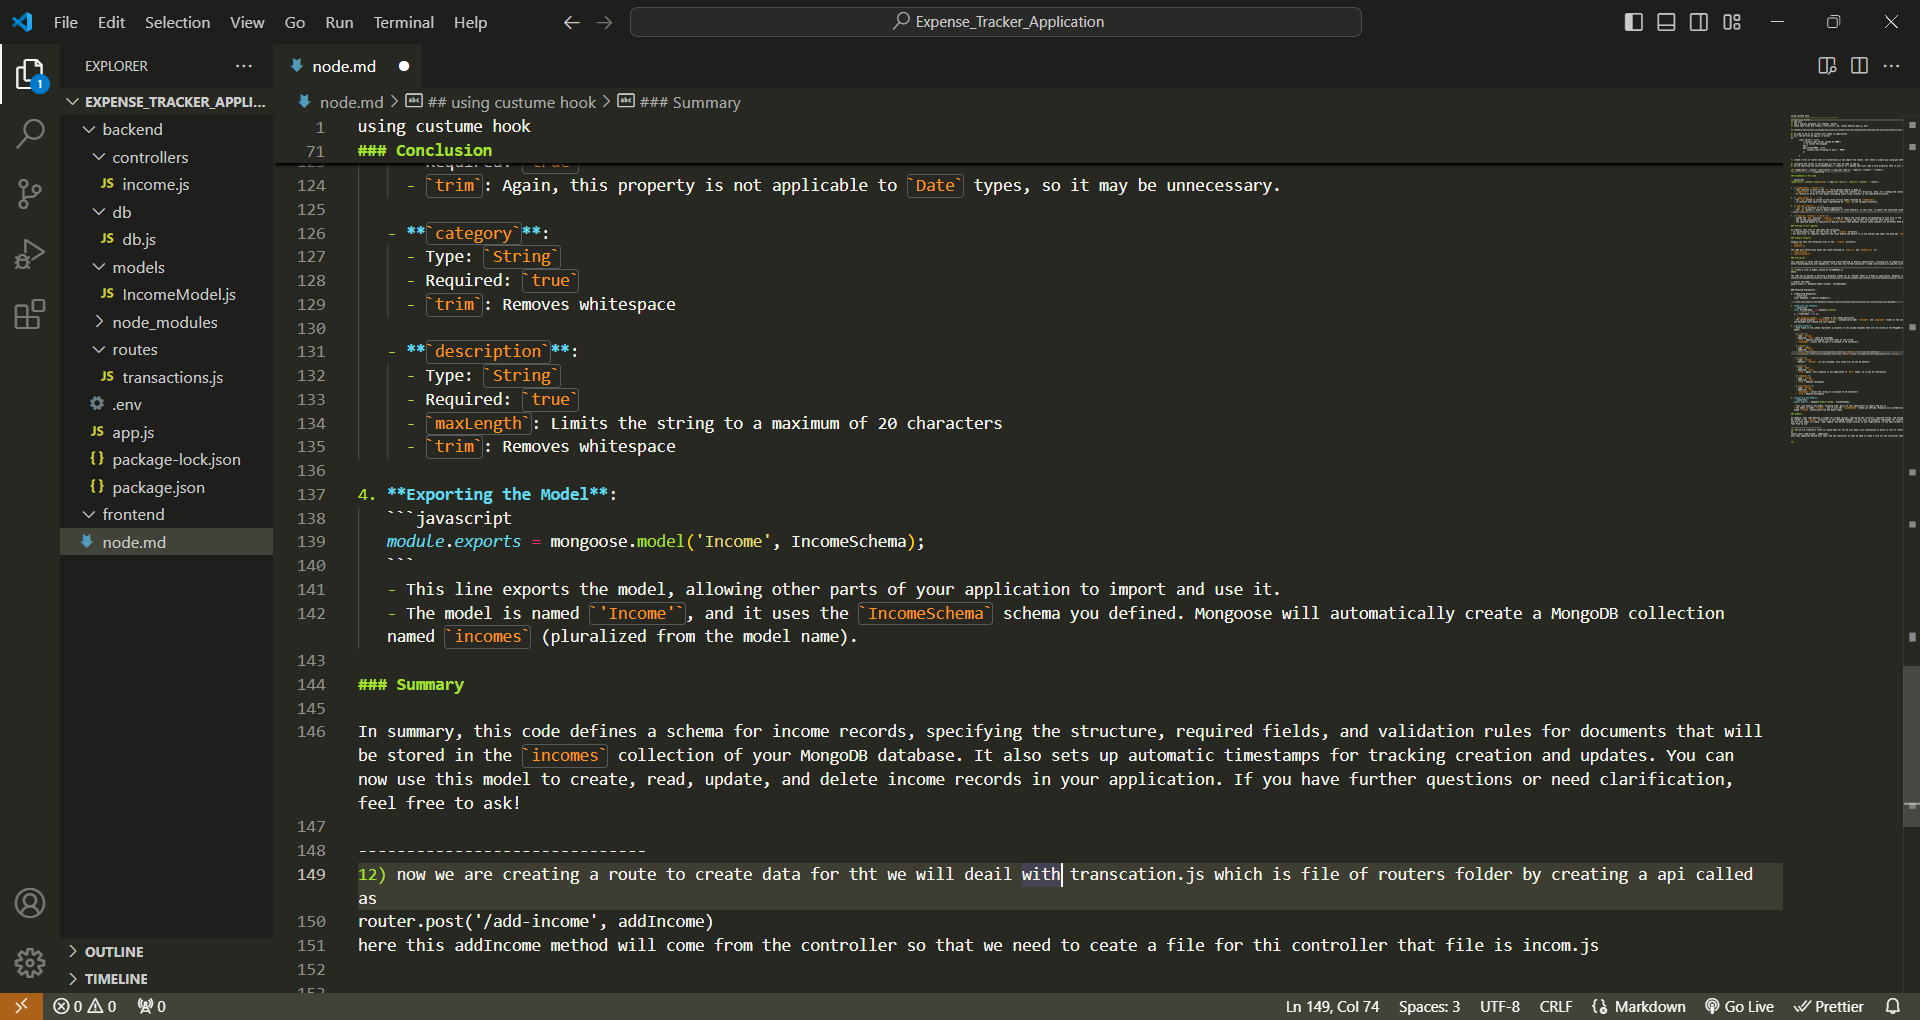 File Edit Selection View Go Run Terminal Help
Expense_Tracker_Application
EXPLORER
node.md
1
EXPENSE_TRACKER_APPLI...
node.md > ## using custume hook > ### Summary
backend
controllers
JS income.js
db
JS db.js
models
JS IncomeModel.js
node_modules
routes
JS transactions.js
.env
JS app.js
{} package-lock.json
{} package.json
frontend
node.md
OUTLINE
TIMELINE
1 using custume hook
71 ### Conclusion
124 - `trim`: Again, this property is not applicable to `Date` types, so it may be unnecessary.
125
126 - **`category`**:
127 - Type: `String`
128 - Required: `true`
129 - `trim`: Removes whitespace
130
131 - **`description`**:
132 - Type: `String`
133 - Required: `true`
134 - `maxLength`: Limits the string to a maximum of 20 characters
135 - `trim`: Removes whitespace
136
137 4. **Exporting the Model**:
138 ```javascript
139 module.exports = mongoose.model('Income', IncomeSchema);
140 ```
141 - This line exports the model, allowing other parts of your application to import and use it.
142 - The model is named `'Income'`, and it uses the `IncomeSchema` schema you defined. Mongoose will automatically create a MongoDB collection
named `incomes` (pluralized from the model name).
143
144 ### Summary
145
146 In summary, this code defines a schema for income records, specifying the structure, required fields, and validation rules for documents that will
be stored in the `incomes` collection of your MongoDB database. It also sets up automatic timestamps for tracking creation and updates. You can
now use this model to create, read, update, and delete income records in your application. If you have further questions or need clarification,
feel free to ask!
147
148 ------------------------------
149 12) now we are creating a route to create data for tht we will deail with transcation.js which is file of routers folder by creating a api called
as
150 router.post('/add-income', addIncome)
151 here this addIncome method will come from the controller so that we need to ceate a file for thi controller that file is incom.js
152
0 0 0
Ln 149, Col 74 Spaces: 3 UTF-8 CRLF {} Markdown Go Live Prettier